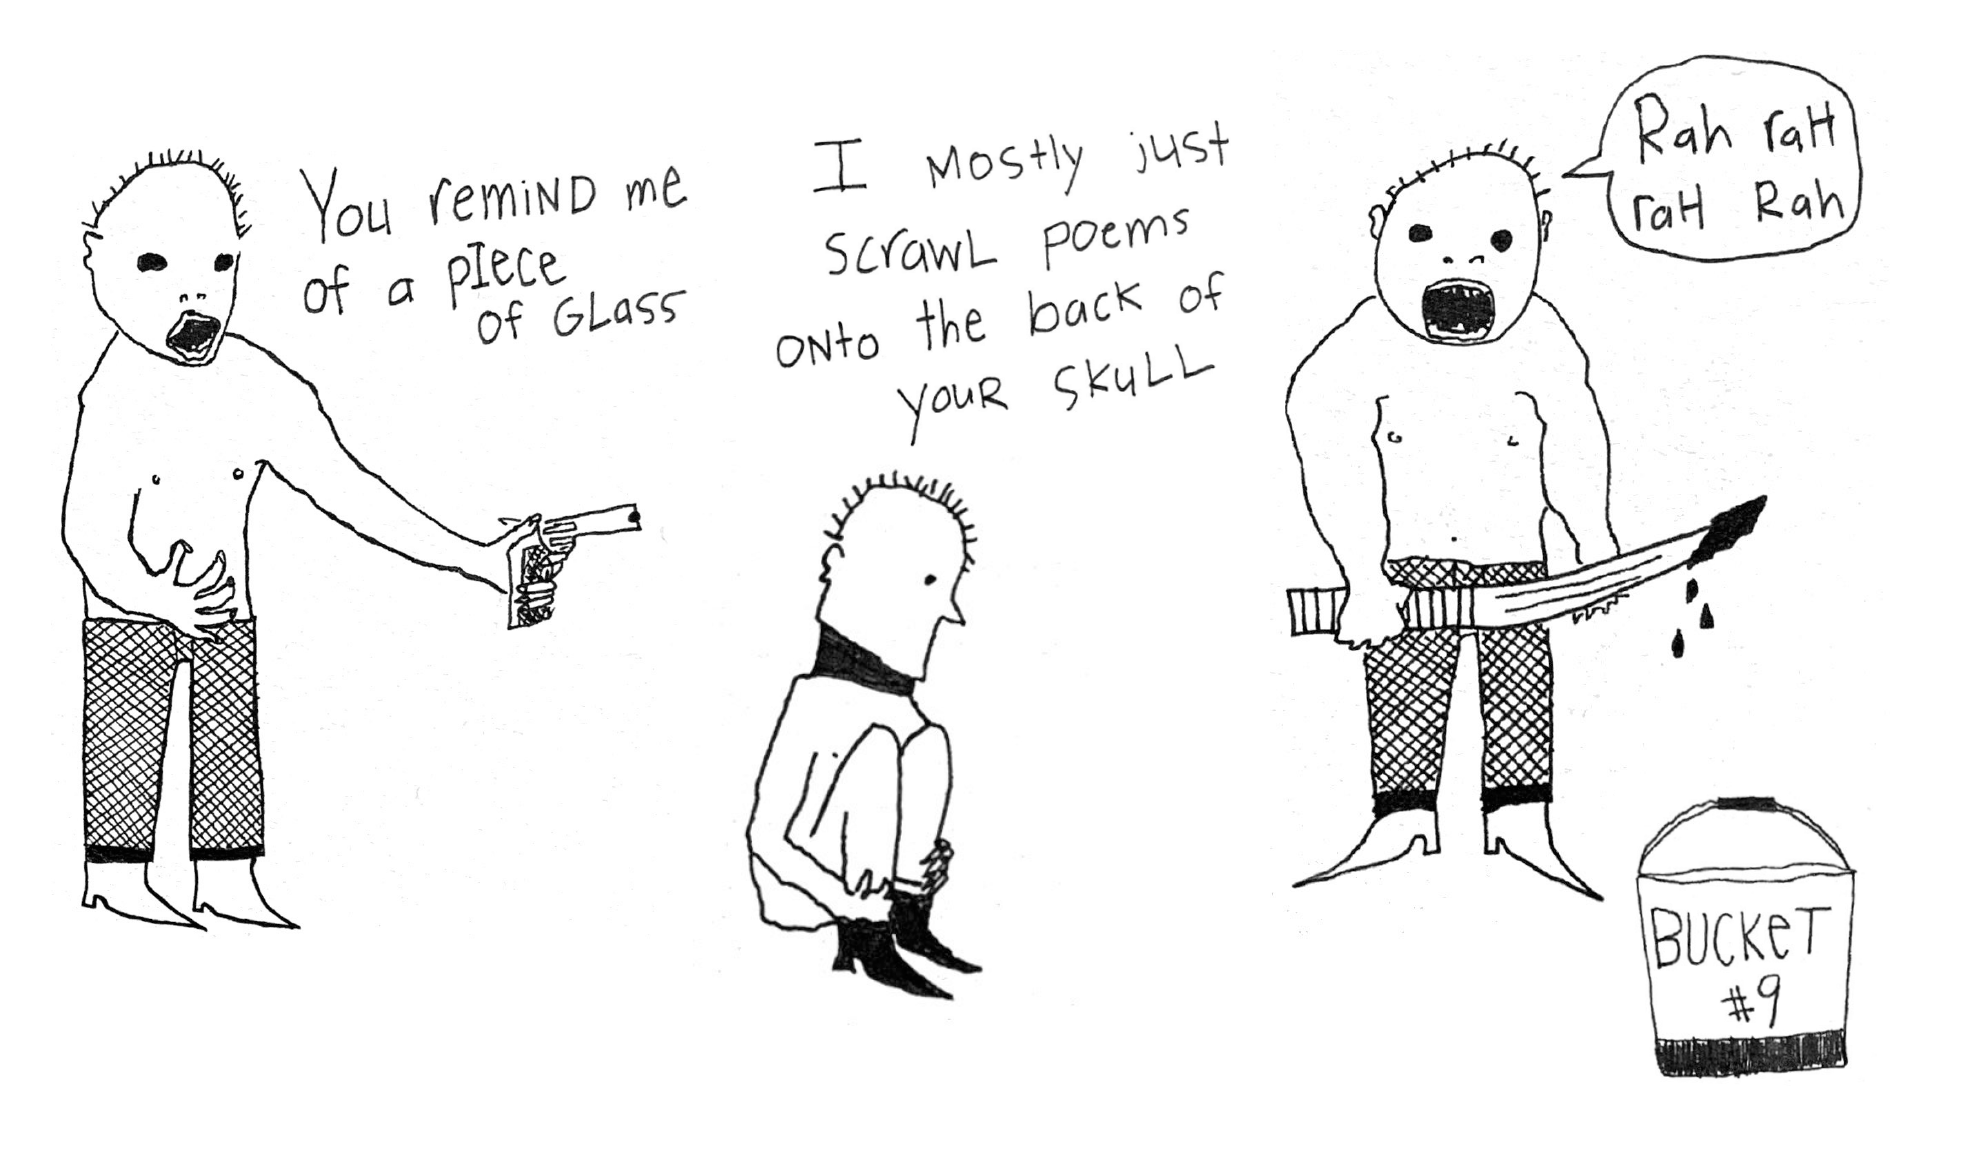 You remiND me
of a pIece
of GLass
I Mostly just
scrawL poems
ONto the back of
youR skuLL
Rah raH
raH Rah
BUCKeT
#9